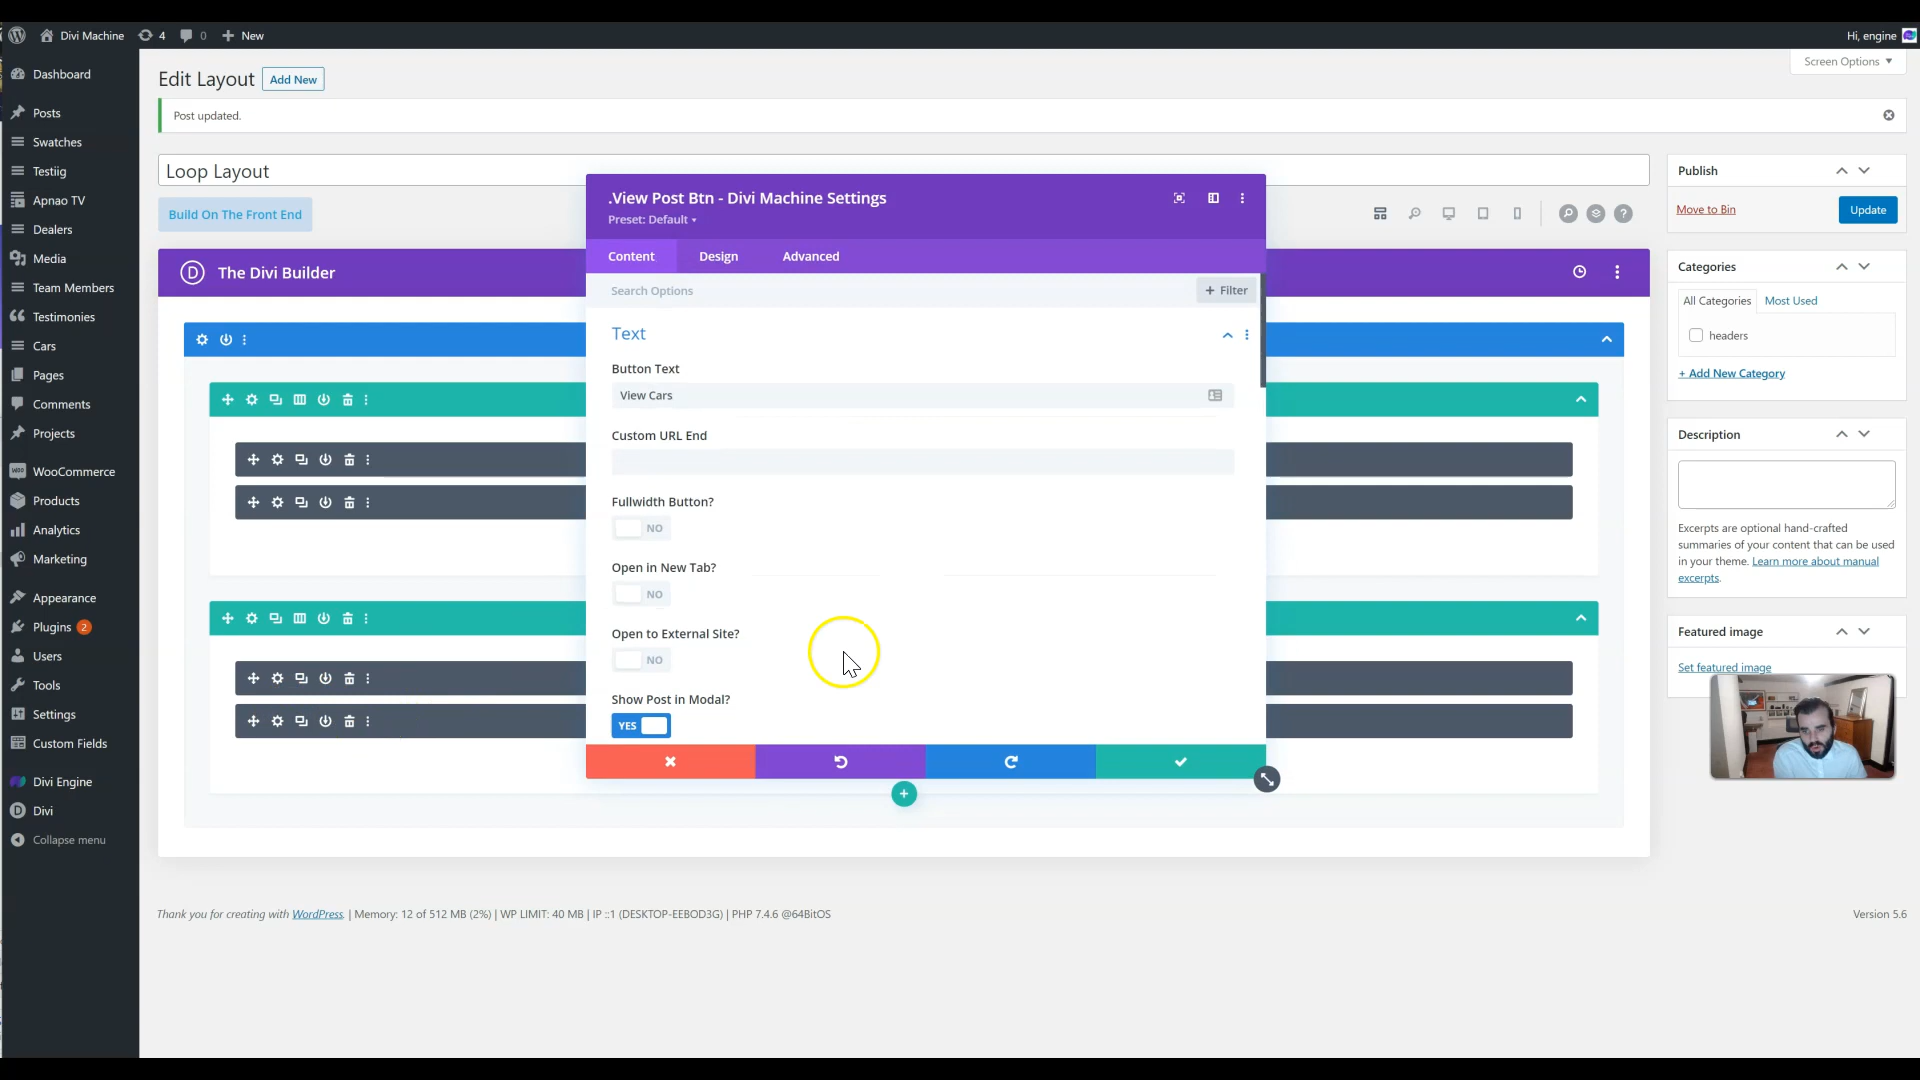 Divi Machine
4
0
New
Hi, engine
Screen Options
Dashboard
Posts
Swatches
Testiig
Apnao TV
Dealers
Media
Team Members
Testimonies
Cars
Pages
Comments
Projects
WooCommerce
Products
Analytics
Marketing
Appearance
Plugins 2
Users
Tools
Settings
Custom Fields
Divi Engine
Divi
Collapse menu
Edit Layout
Add New
Post updated.
Loop Layout
Build On The Front End
The Divi Builder
.View Post Btn - Divi Machine Settings
Preset: Default
Content
Design
Advanced
Search Options
+ Filter
Text
Button Text
View Cars
Custom URL End
Fullwidth Button?
NO
Open in New Tab?
NO
Open to External Site?
NO
Show Post in Modal?
YES
Publish
Move to Bin
Update
Categories
All Categories
Most Used
headers
+ Add New Category
Description
Excerpts are optional hand-crafted
summaries of your content that can be used
in your theme. Learn more about manual
excerpts.
Featured image
Set featured image
Thank you for creating with WordPress. | Memory: 12 of 512 MB (2%) | WP LIMIT: 40 MB | IP ::1 (DESKTOP-EEBOD3G) | PHP 7.4.6 @64BitOS
Version 5.6